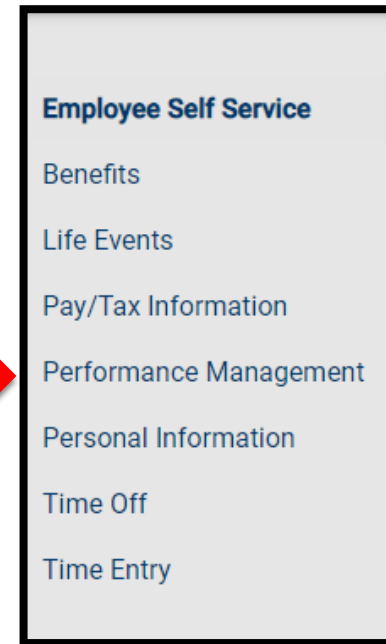 Employee Self Service
Benefits
Life Events
Pay/Tax Information
Performance Management
Personal Information
Time Off
Time Entry